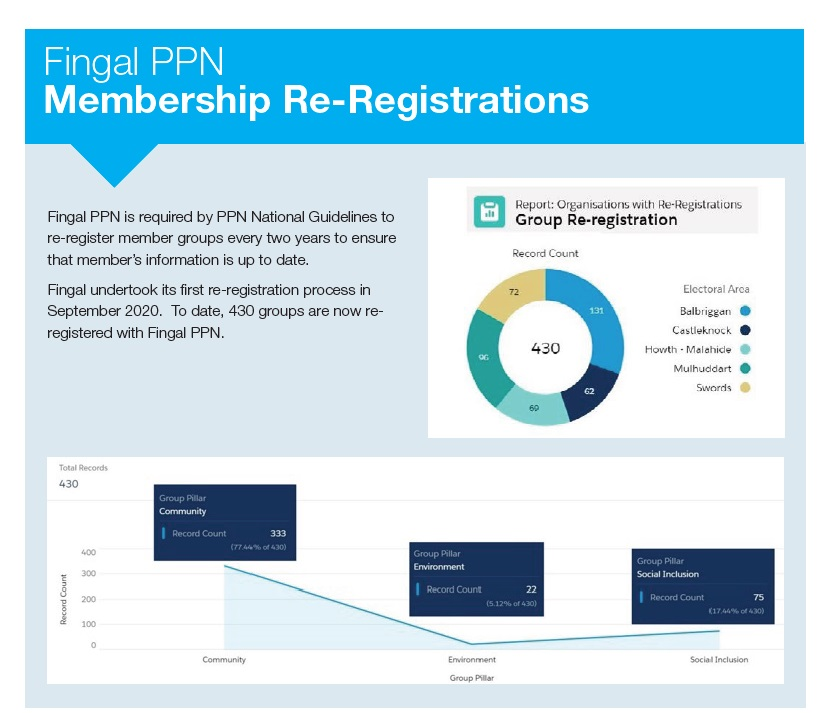 Fingal PPN
Membership Re-Registrations
Fingal PPN is required by PPN National Guidelines to
re-register member groups every two years to ensure
that member's information is up to date.
Fingal undertook its first re-registration process in
September 2020. To date, 430 groups are now re-
registered with Fingal PPN.
Report: Organisations with Re-Registrations
Group Re-registration
Record Count
72
131
96
430
62
69
Electoral Area
Balbriggan
Castleknock
Howth - Malahide
Mulhuddart
Swords
Total Records
430
Group Pillar
Community
Record Count 333
(77.44% of 430)
Group Pillar
Environment
Record Count 22
(5.12% of 430)
Group Pillar
Social Inclusion
Record Count 75
(17.44% of 430)
Record Count
400
300
200
100
0
Community
Environment
Social Inclusion
Group Pillar